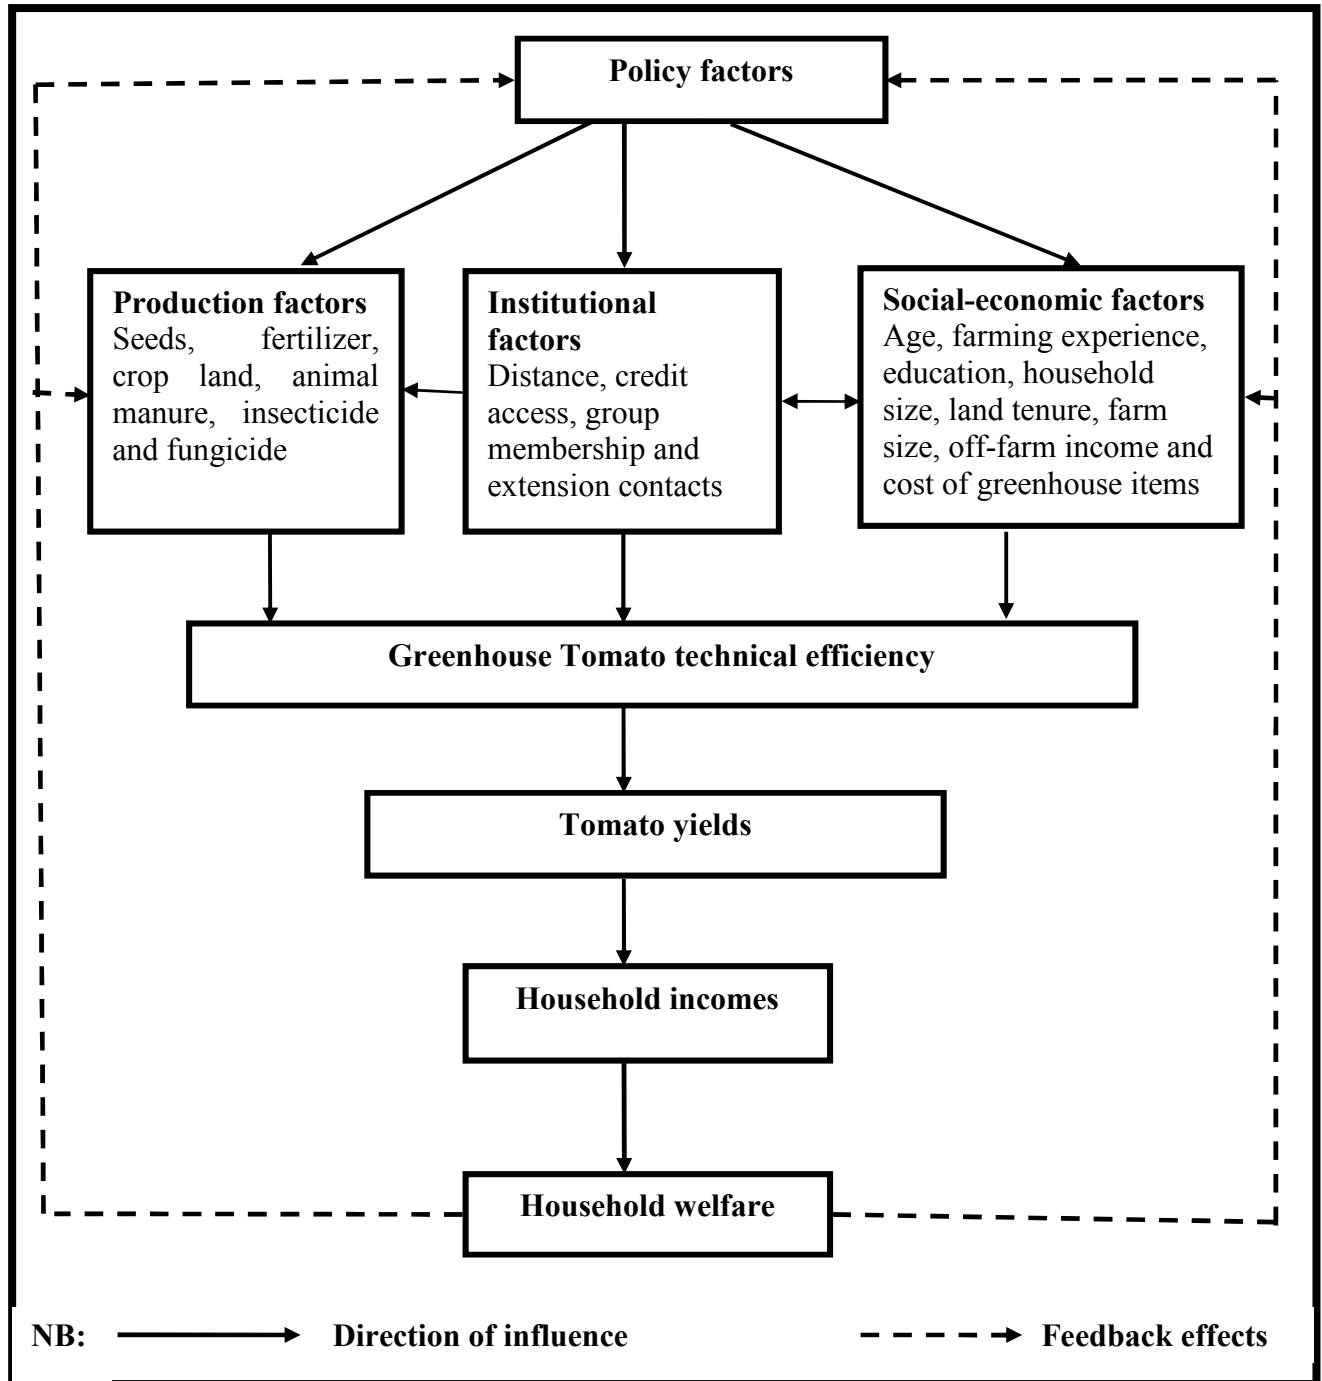 Policy factors
Production factors
Seeds, fertilizer,
crop land, animal
manure, insecticide
and fungicide
Institutional
factors
Distance, credit
access, group
membership and
extension contacts
Social-economic factors
Age, farming experience,
education, household
size, land tenure, farm
size, off-farm income and
cost of greenhouse items
Greenhouse Tomato technical efficiency
Tomato yields
Household incomes
Household welfare
NB: Direction of influence Feedback effects